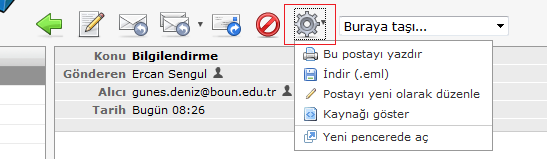 Buraya taşı...
Konu Bilgilendirme
Gönderen Ercan Sengul
Alıcı gunes.deniz@boun.edu.tr
Tarih Bugün 08:26
Bu postayı yazdır
İndir (.eml)
Postayı yeni olarak düzenle
Kaynağı göster
Yeni pencerede aç